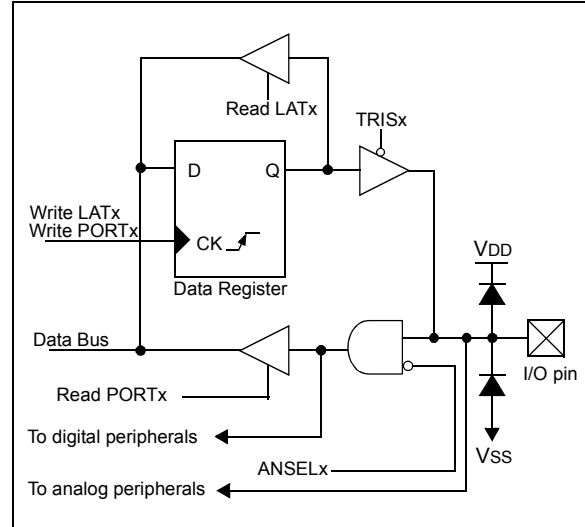 Read LATx
TRISx
D
Q
Write LATx
Write PORTx
CK
Data Register
VDD
Data Bus
I/O pin
Read PORTx
To digital peripherals
VSS
ANSELx
To analog peripherals